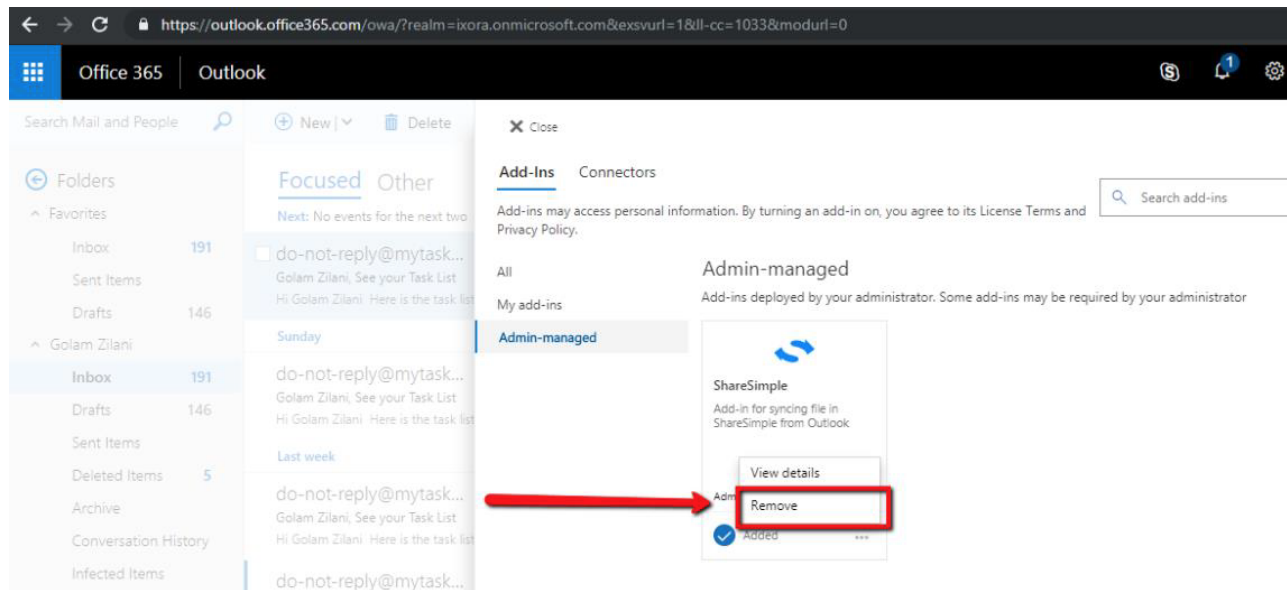 https://outlook.office365.com/owa/?realm=ixora.onmicrosoft.com&exsvurl=1&ll-cc=1033&modurl=0
Office 365 Outlook
1
Search Mail and People
New
Delete
Folders
Favorites
Inbox 191
Sent Items
Drafts 146
Golam Zilani
Inbox 191
Drafts 146
Sent Items
Deleted Items 5
Archive
Conversation History
Infected Items
Focused Other
Next: No events for the next two
do-not-reply@mytask...
Golam Zilani, See your Task List
Hi Golam Zilani Here is the task list
Sunday
do-not-reply@mytask...
Golam Zilani, See your Task List
Hi Golam Zilani Here is the task list
Last week
do-not-reply@mytask...
Golam Zilani, See your Task List
Hi Golam Zilani Here is the task list
do-not-reply@mytask...
Close
Add-Ins Connectors
Add-ins may access personal information. By turning an add-in on, you agree to its License Terms and
Privacy Policy.
Search add-ins
All
My add-ins
Admin-managed
Admin-managed
Add-ins deployed by your administrator. Some add-ins may be required by your administrator
ShareSimple
Add-in for syncing file in
ShareSimple from Outlook
View details
Remove
Added
...